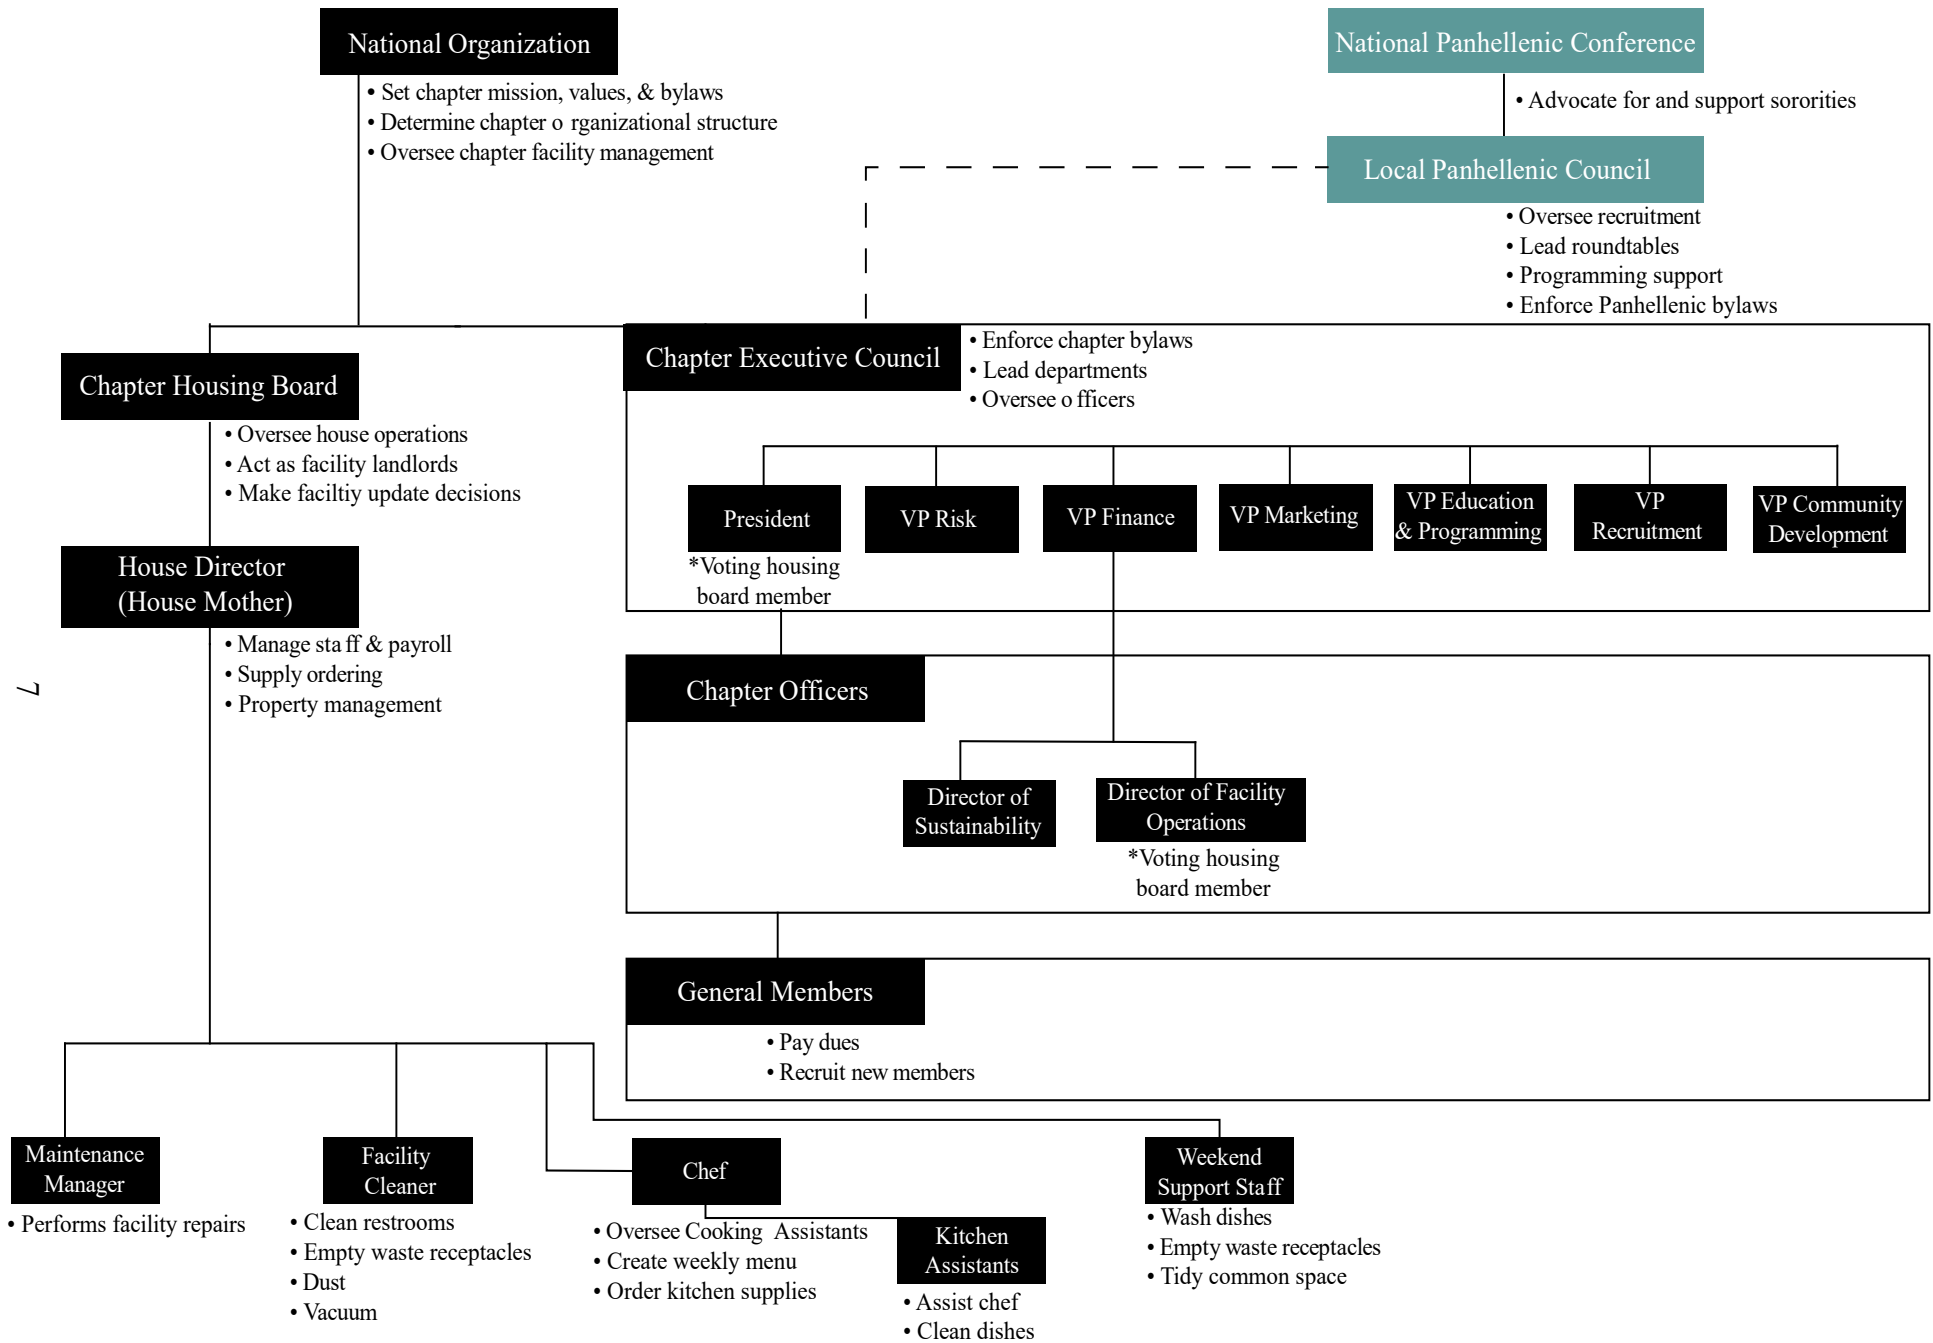 National Organization
• Set chapter mission, values, & bylaws
• Determine chapter o rganizational structure
• Oversee chapter facility management
National Panhellenic Conference
• Advocate for and support sororities
Local Panhellenic Council
• Oversee recruitment
• Lead roundtables
• Programming support
• Enforce Panhellenic bylaws
Chapter Housing Board
• Oversee house operations
• Act as facility landlords
• Make faciltiy update decisions
House Director
(House Mother)
• Manage sta ff & payroll
• Supply ordering
• Property management
7
Chapter Executive Council
• Enforce chapter bylaws
• Lead departments
• Oversee o fficers
President
*Voting housing
board member
VP Risk
VP Finance
VP Marketing
VP Education
& Programming
VP
Recruitment
VP Community
Development
Chapter Officers
Director of
Sustainability
Director of Facility
Operations
*Voting housing
board member
General Members
• Pay dues
• Recruit new members
Maintenance
Manager
• Performs facility repairs
Facility
Cleaner
• Clean restrooms
• Empty waste receptacles
• Dust
• Vacuum
Chef
• Oversee Cooking Assistants
• Create weekly menu
• Order kitchen supplies
Kitchen
Assistants
• Assist chef
• Clean dishes
Weekend
Support Staff
• Wash dishes
• Empty waste receptacles
• Tidy common space